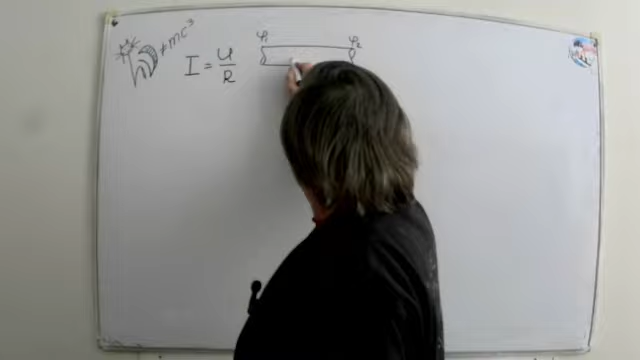 ≠mc³
I = U/R
φ₁ φ₂